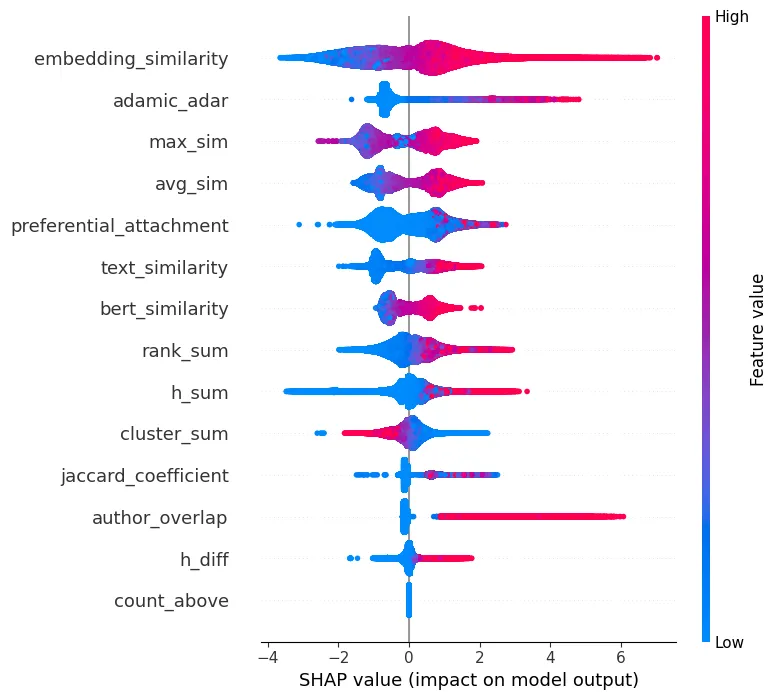 High
embedding_similarity
adamic_adar
max_sim
avg_sim
preferential_attachment
text_similarity
bert_similarity
rank_sum
h_sum
cluster_sum
jaccard_coefficient
author_overlap
h_diff
count_above
Low
Feature value
−4 −2 0 2 4 6
SHAP value (impact on model output)